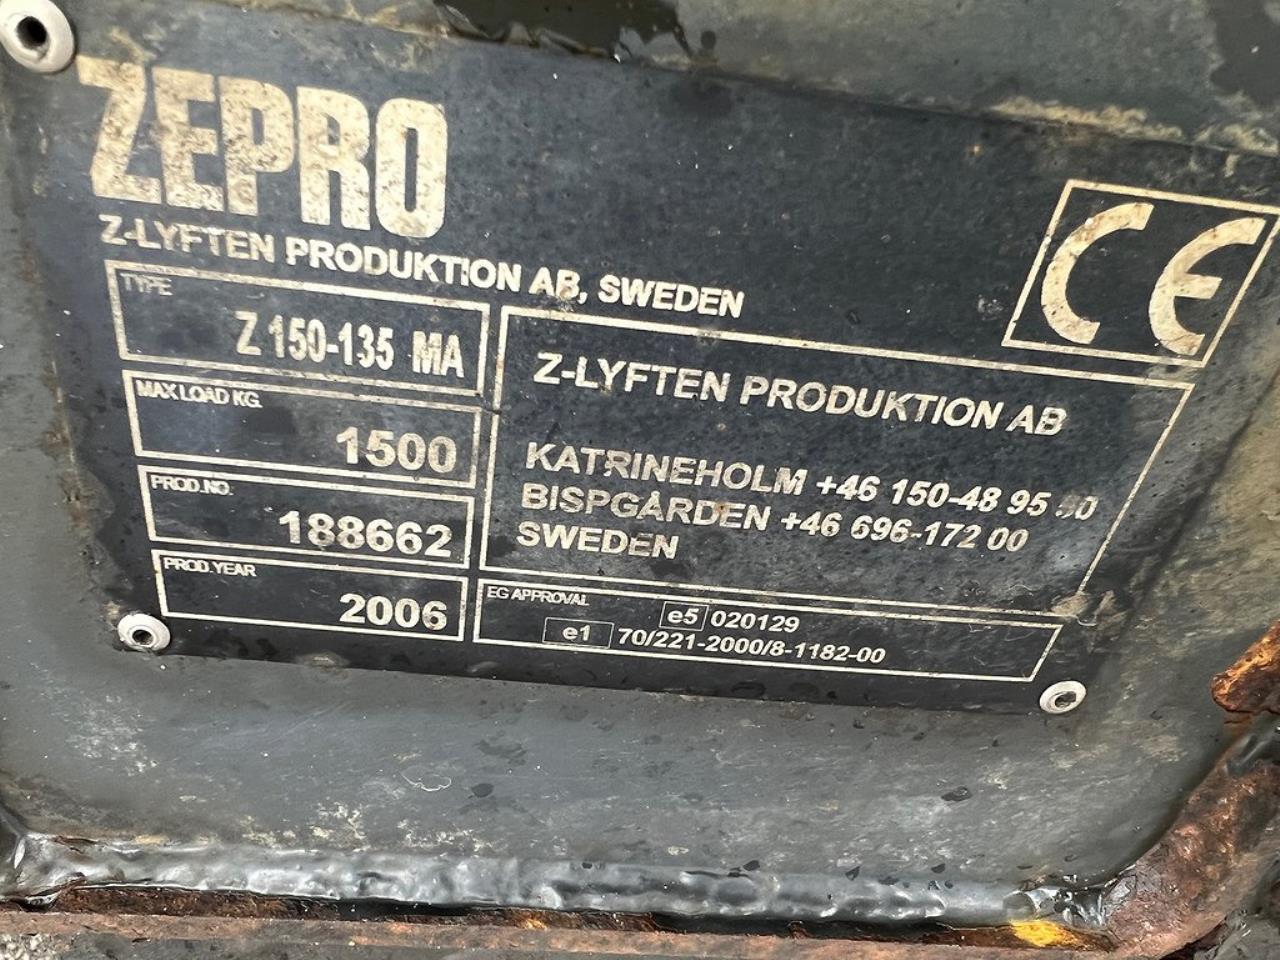 ZEPRO
Z-LYFTEN PRODUKTION AB, SWEDEN
CE
TYPE
Z 150-135 MA
MAX LOAD KG.
1500
PROD.NO.
188662
PROD.YEAR
2006
Z-LYFTEN PRODUKTION AB
KATRINEHOLM +46 150-48 95
BISPGÅRDEN +46 696-172 00
SWEDEN
EG APPROVAL
e5 020129
e1 70/221-2000/8-1182-00